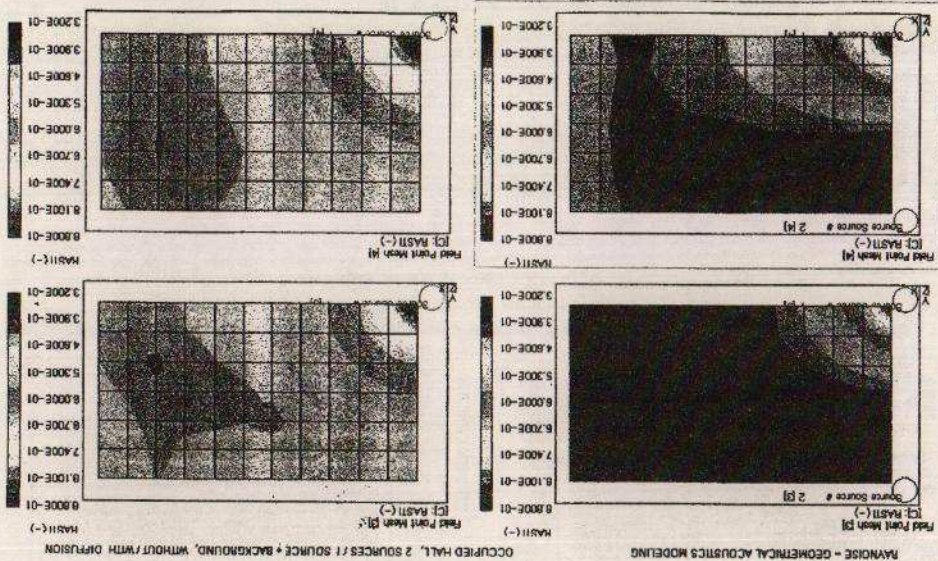 RAYNOISE - GEOMETRICAL ACOUSTICS MODELING
OCCUPIED HALL, 2 SOURCES / 1 SOURCE + BACKGROUND, WITHOUT / WITH DIFFUSION
Field Point Mesh [3]
[C]: RASTI (-)
Source Source # 2 [3]
RASTI (-)
8.800E-01
8.100E-01
7.400E-01
6.700E-01
6.000E-01
5.300E-01
4.600E-01
3.900E-01
3.200E-01
Field Point Mesh [3]
[C]: RASTI (-)
RASTI (-)
8.800E-01
8.100E-01
7.400E-01
6.700E-01
6.000E-01
5.300E-01
4.600E-01
3.900E-01
3.200E-01
Field Point Mesh [4]
[C]: RASTI (-)
Source Source # 2 [4]
RASTI (-)
8.800E-01
8.100E-01
7.400E-01
6.700E-01
6.000E-01
5.300E-01
4.600E-01
3.900E-01
3.200E-01
Field Point Mesh [4]
[C]: RASTI (-)
RASTI (-)
8.800E-01
8.100E-01
7.400E-01
6.700E-01
6.000E-01
5.300E-01
4.600E-01
3.900E-01
3.200E-01